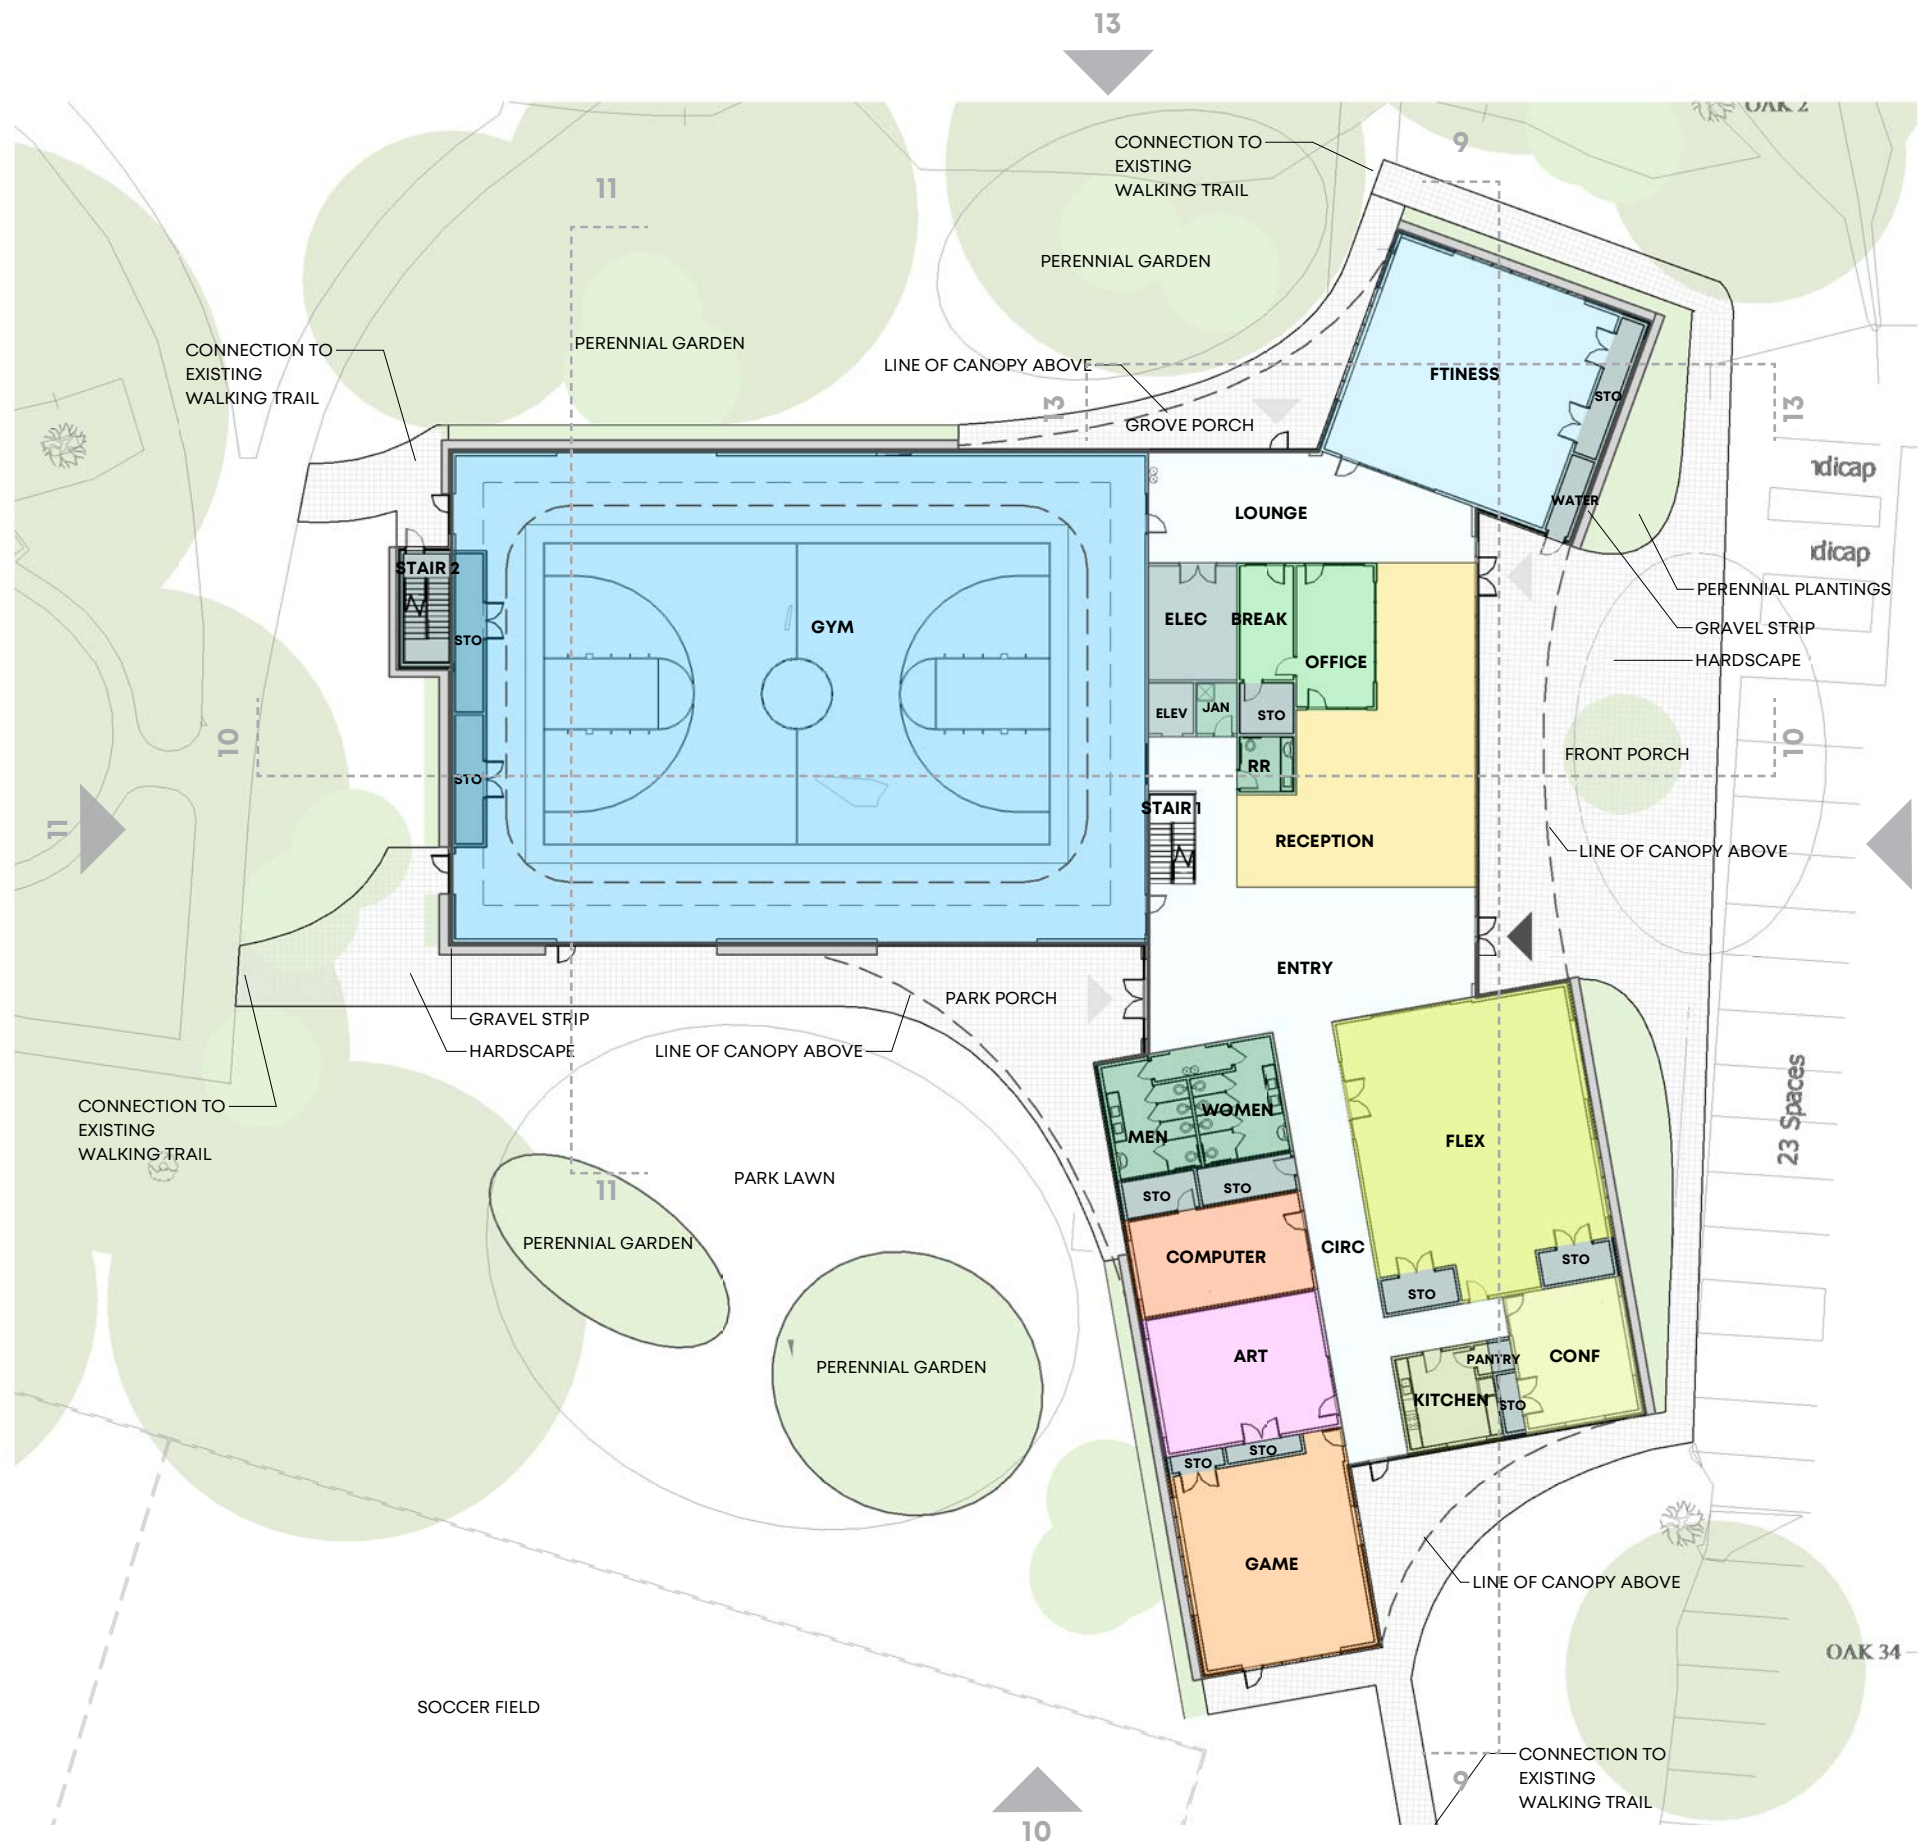 13
OAK 2
CONNECTION TO
EXISTING
WALKING TRAIL
9
11
PERENNIAL GARDEN
PERENNIAL GARDEN
CONNECTION TO
EXISTING
WALKING TRAIL
LINE OF CANOPY ABOVE
FTINESS
STO
13
13
GROVE PORCH
ndicap
WATER
LOUNGE
dicap
STAIR 2
PERENNIAL PLANTINGS
ELEC
BREAK
GYM
GRAVEL STRIP
STO
OFFICE
HARDSCAPE
ELEV
JAN
STO
10
10
FRONT PORCH
RR
STO
STAIR 1
11
RECEPTION
LINE OF CANOPY ABOVE
ENTRY
PARK PORCH
GRAVEL STRIP
HARDSCAPE
LINE OF CANOPY ABOVE
CONNECTION TO
EXISTING
WALKING TRAIL
WOMEN
MEN
FLEX
23 Spaces
PARK LAWN
11
STO
STO
PERENNIAL GARDEN
COMPUTER
CIRC
STO
STO
ART
PANTRY
CONF
PERENNIAL GARDEN
KITCHEN
STO
STO
STO
GAME
LINE OF CANOPY ABOVE
OAK 34
SOCCER FIELD
CONNECTION TO
EXISTING
WALKING TRAIL
9
10